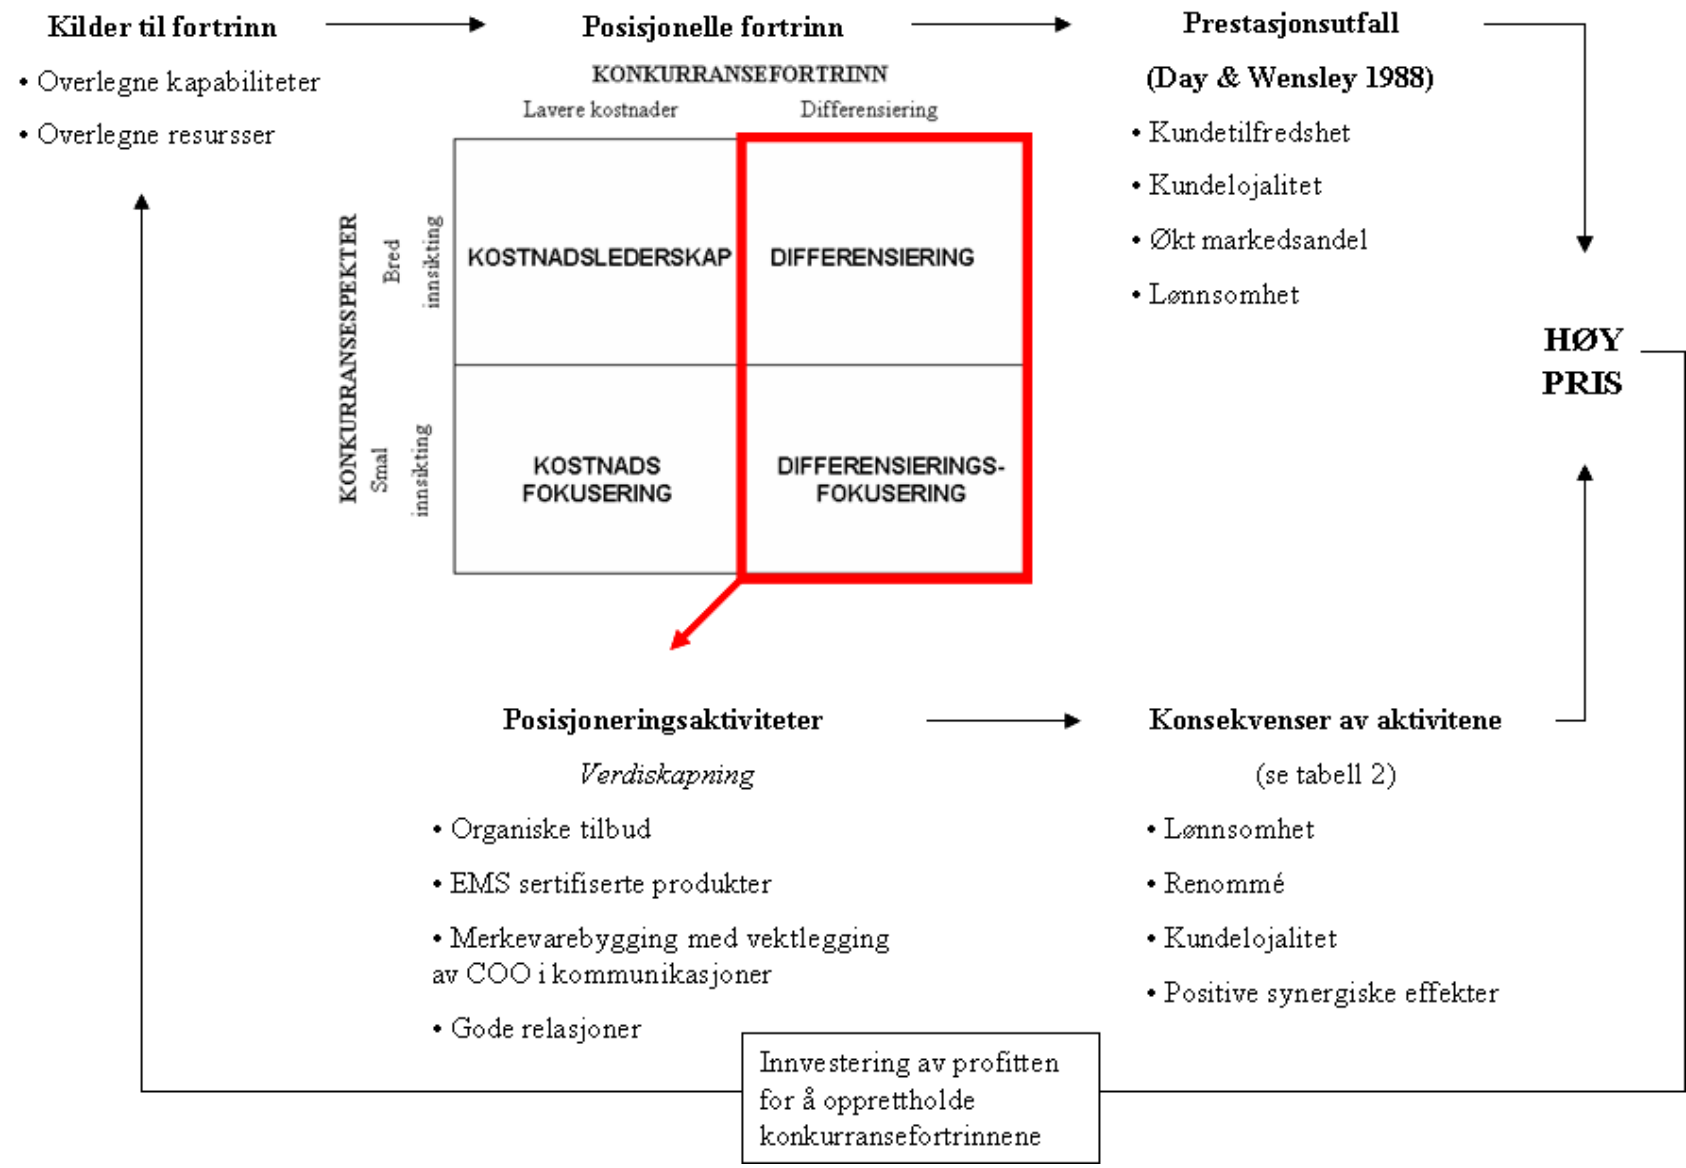 Kilder til fortrinn
• Overlegne kapabiliteter
• Overlegne resursser
Posisjonelle fortrinn
KONKURRANSEFORTRINN
Lavere kostnader
Differensiering
KONKURRANSESPEKTER
Bred
innsikting
Smal
innsikting
KOSTNADSLEDERSKAP
DIFFERENSIERING
KOSTNADS
FOKUSERING
DIFFERENSIERINGS-
FOKUSERING
Prestasjonsutfall
(Day & Wensley 1988)
• Kundetilfredshet
• Kundelojalitet
• Økt markedsandel
• Lønnsomhet
HØY
PRIS
Posisjoneringsaktiviteter
Verdiskapning
• Organiske tilbud
• EMS sertifiserte produkter
• Merkevarebygging med vektlegging
av COO i kommunikasjoner
• Gode relasjoner
Konsekvenser av aktivitene
(se tabell 2)
• Lønnsomhet
• Renommé
• Kundelojalitet
• Positive synergiske effekter
Innvestering av profitten
for å opprettholde
konkurransefortrinnene